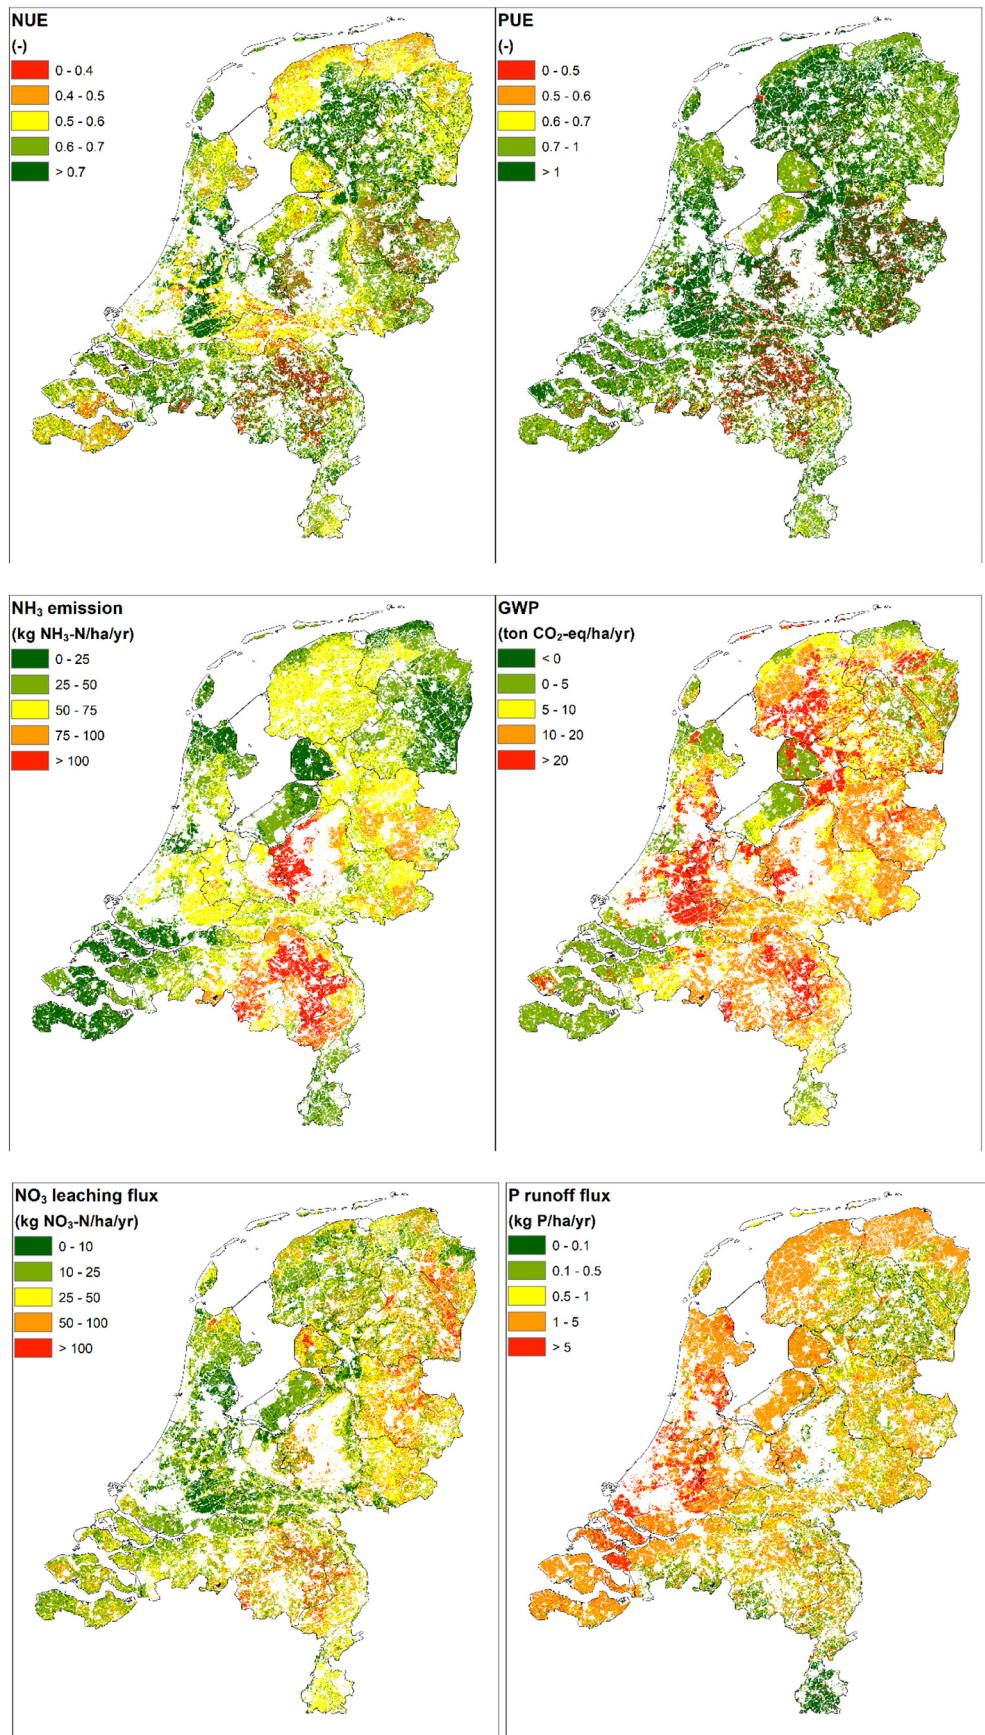 NUE
(-)
0 - 0.4
0.4 - 0.5
0.5 - 0.6
0.6 - 0.7
> 0.7
PUE
(-)
0 - 0.5
0.5 - 0.6
0.6 - 0.7
0.7 - 1
> 1
NH₃ emission
(kg NH₃-N/ha/yr)
0 - 25
25 - 50
50 - 75
75 - 100
> 100
GWP
(ton CO₂-eq/ha/yr)
< 0
0 - 5
5 - 10
10 - 20
> 20
NO₃ leaching flux
(kg NO₃-N/ha/yr)
0 - 10
10 - 25
25 - 50
50 - 100
> 100
P runoff flux
(kg P/ha/yr)
0 - 0.1
0.1 - 0.5
0.5 - 1
1 - 5
> 5